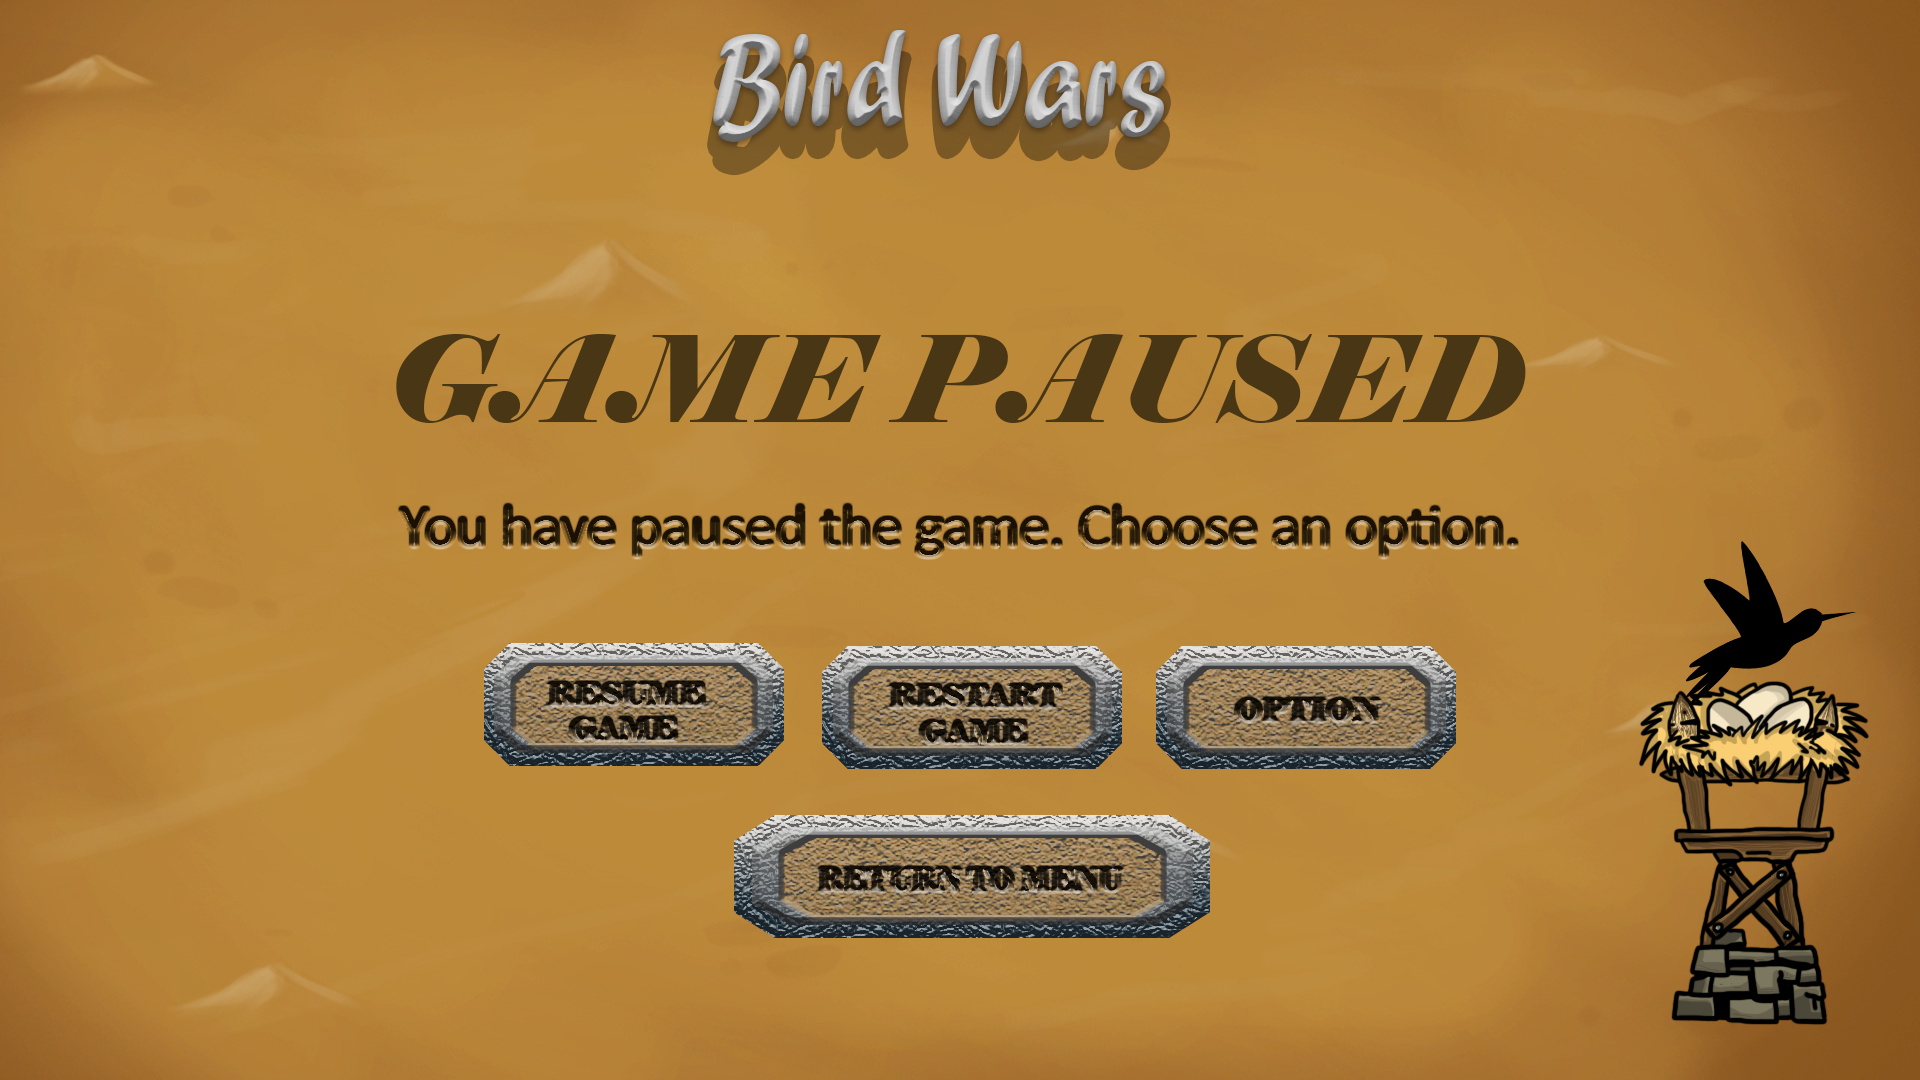 Bird Wars
GAME PAUSED
You have paused the game. Choose an option.
RESUME
GAME
RESTART
GAME
OPTION
RETURN TO MENU